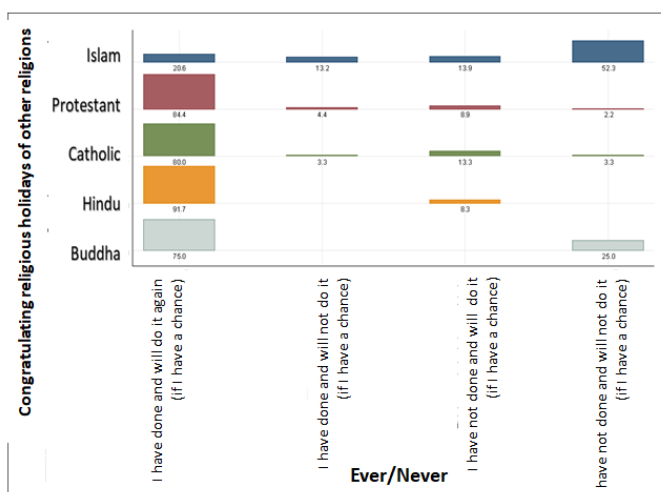 Congratulating religious holidays of other religions
Islam
20.6
13.2
13.9
52.3
Protestant
84.4
4.4
8.9
2.2
Catholic
80.0
3.3
13.3
3.3
Hindu
91.7
8.3
Buddha
75.0
25.0
I have done and will do it again
(if I have a chance)
I have done and will not do it
(if I have a chance)
I have not done and will do it
(if I have a chance)
have not done and will not do it
(if I have a chance)
Ever/Never